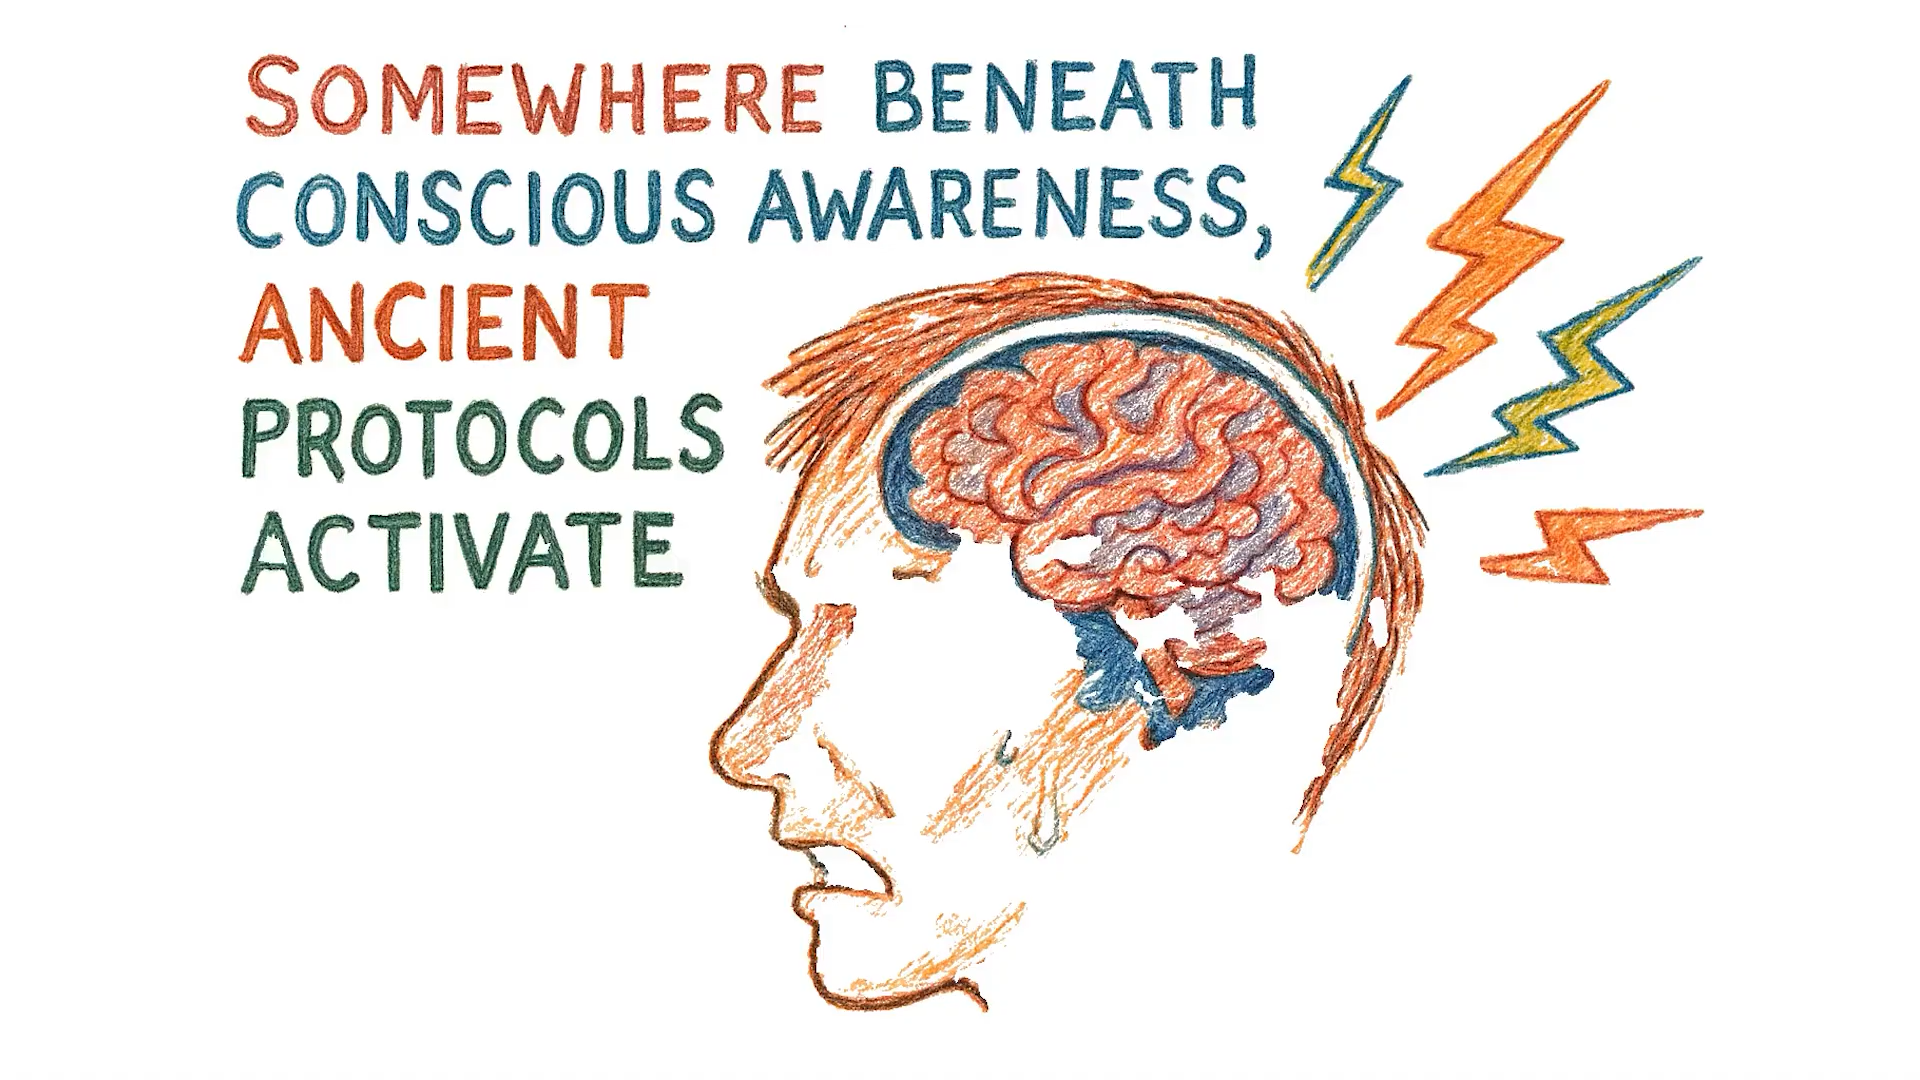 SOMEWHERE BENEATH
CONSCIOUS AWARENESS,
ANCIENT
PROTOCOLS
ACTIVATE